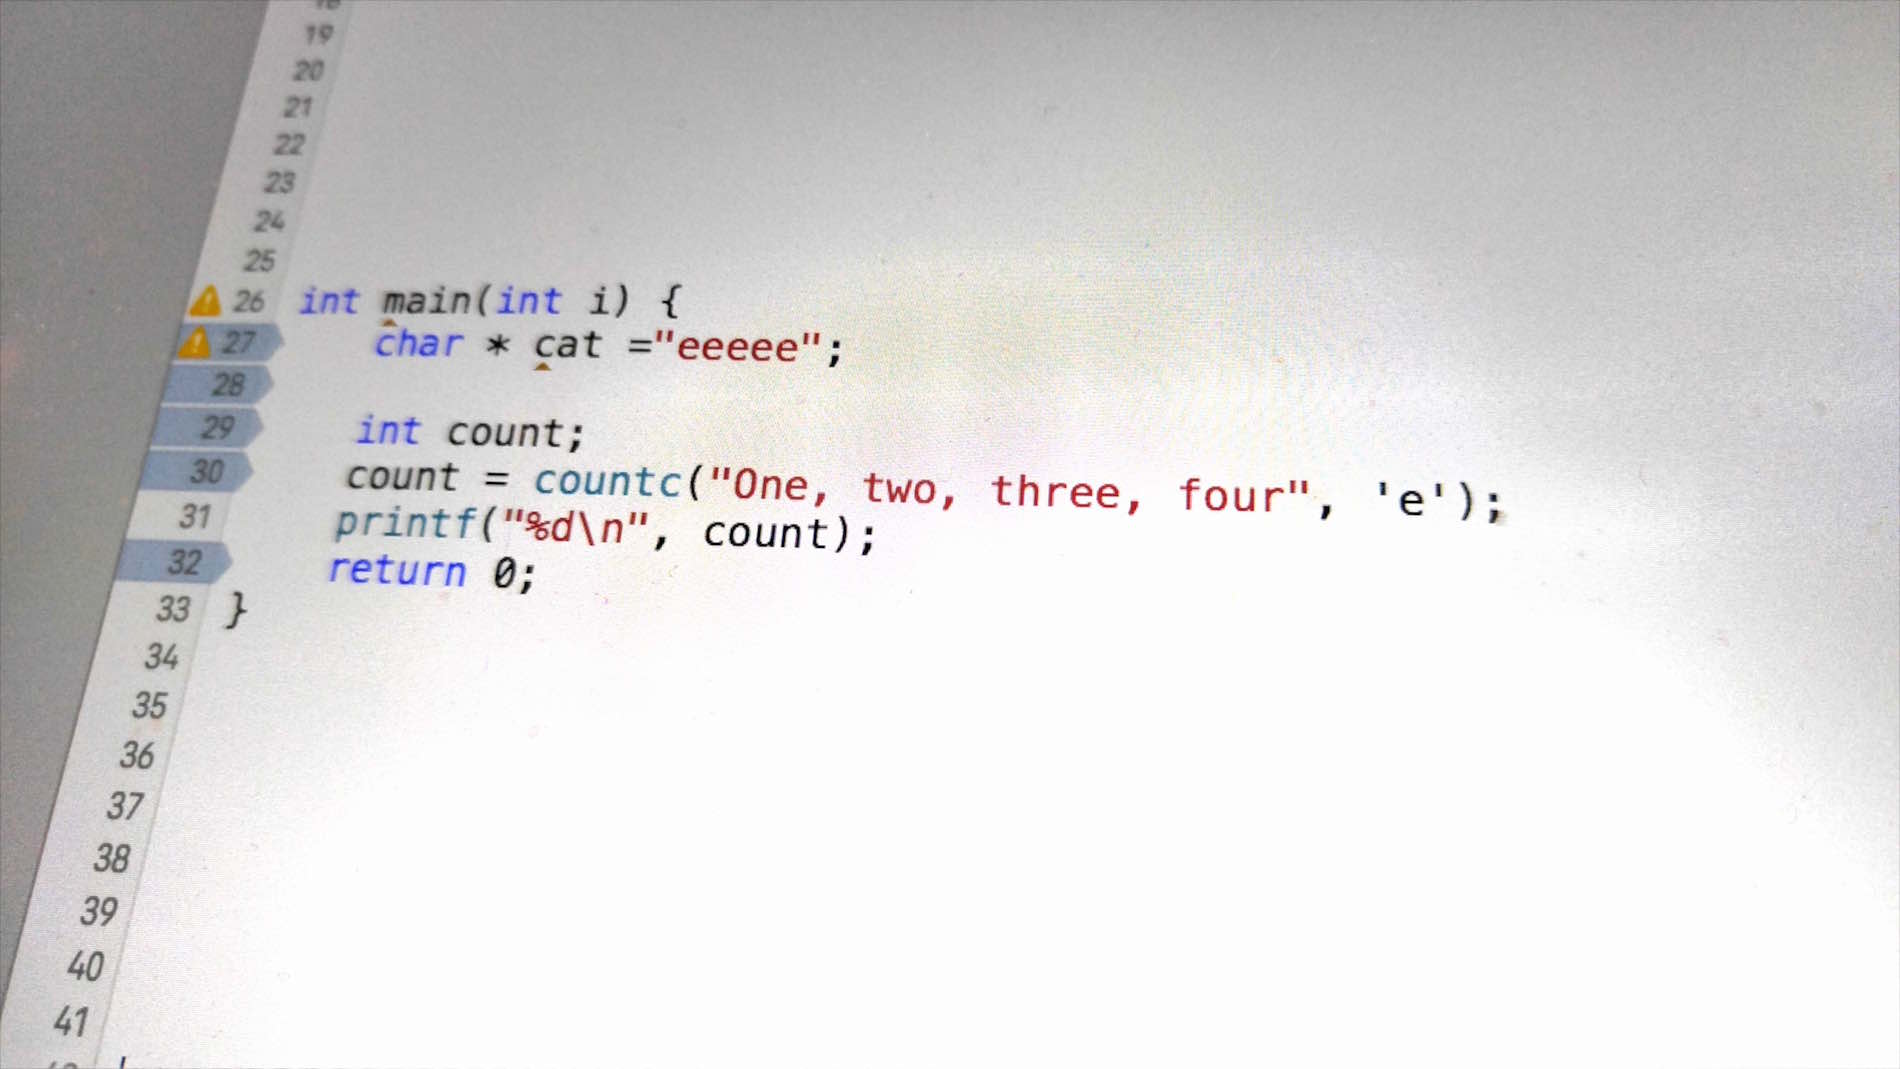 19
20
21
22
23
24
25
26 int main(int i) {
27 char * cat ="eeeee";
28
29 int count;
30 count = countc("One, two, three, four", 'e');
31 printf("%d\n", count);
32 return 0;
33 }
34
35
36
37
38
39
40
41